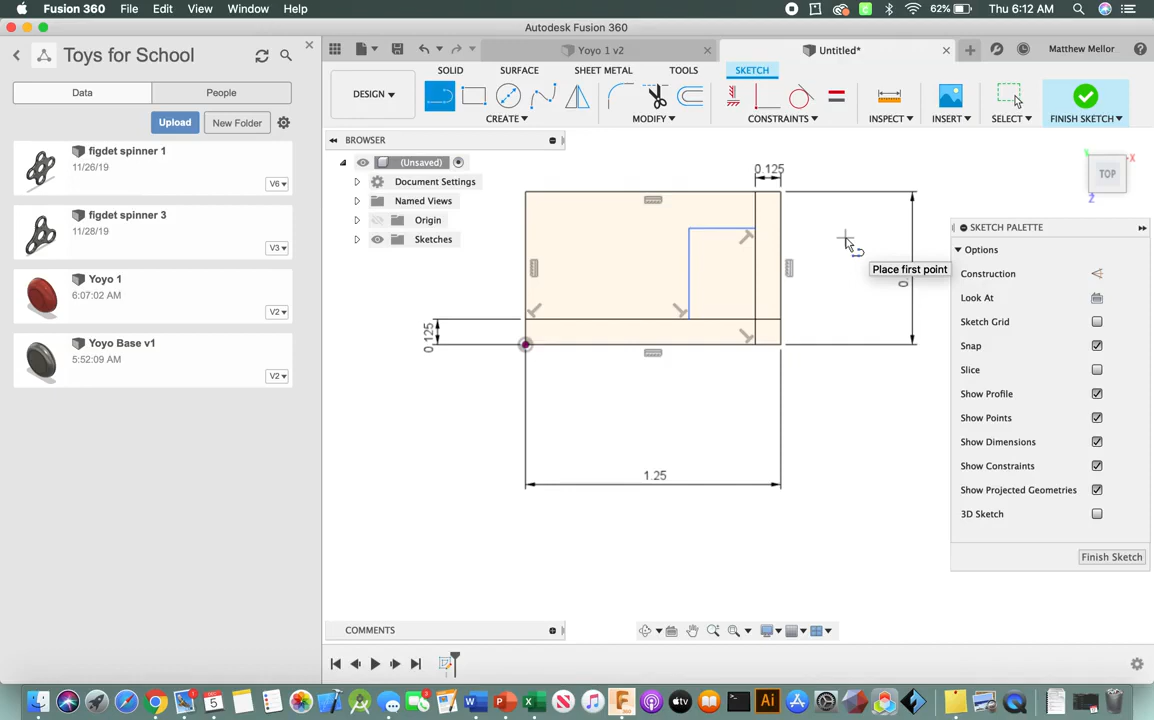 Fusion 360 File Edit View Window Help 62% Thu 6:12 AM
Autodesk Fusion 360
Toys for School
Yoyo 1 v2
Untitled*
Matthew Mellor
Data People
Upload New Folder
SOLID SURFACE SHEET METAL TOOLS SKETCH
DESIGN ▾
CREATE ▾ MODIFY ▾ CONSTRAINTS ▾ INSPECT ▾ INSERT ▾ SELECT ▾ FINISH SKETCH ▾
figdet spinner 1
11/26/19
V6 ▾
figdet spinner 3
11/28/19
V3 ▾
Yoyo 1
6:07:02 AM
V2 ▾
Yoyo Base v1
5:52:09 AM
V2 ▾
BROWSER
(Unsaved)
Document Settings
Named Views
Origin
Sketches
0.125
0.125
1.25
Place first point
TOP
X
Z
SKETCH PALETTE
Options
Construction
Look At
Sketch Grid
Snap
Slice
Show Profile
Show Points
Show Dimensions
Show Constraints
Show Projected Geometries
3D Sketch
Finish Sketch
COMMENTS